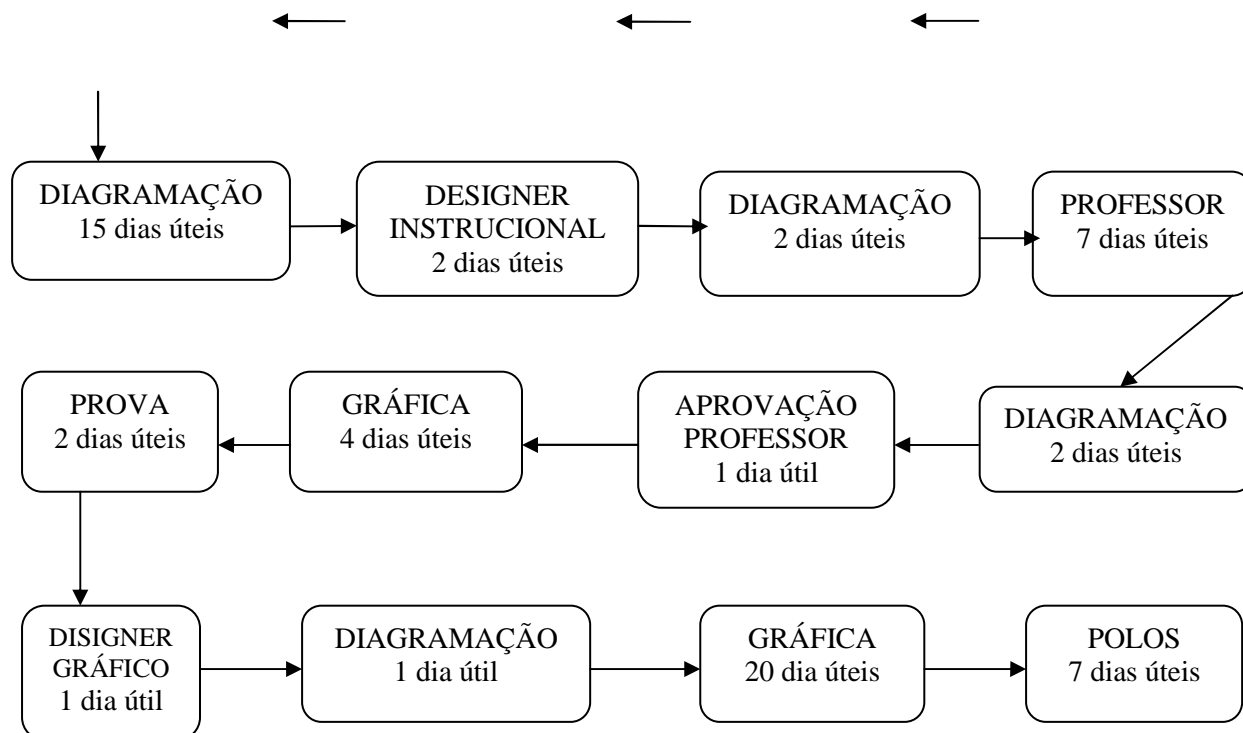 DIAGRAMAÇÃO
15 dias úteis
DESIGNER
INSTRUCIONAL
2 dias úteis
DIAGRAMAÇÃO
2 dias úteis
PROFESSOR
7 dias úteis
DIAGRAMAÇÃO
2 dias úteis
APROVAÇÃO
PROFESSOR
1 dia útil
GRÁFICA
4 dias úteis
PROVA
2 dias úteis
DISIGNER
GRÁFICO
1 dia útil
DIAGRAMAÇÃO
1 dia útil
GRÁFICA
20 dia úteis
POLOS
7 dias úteis